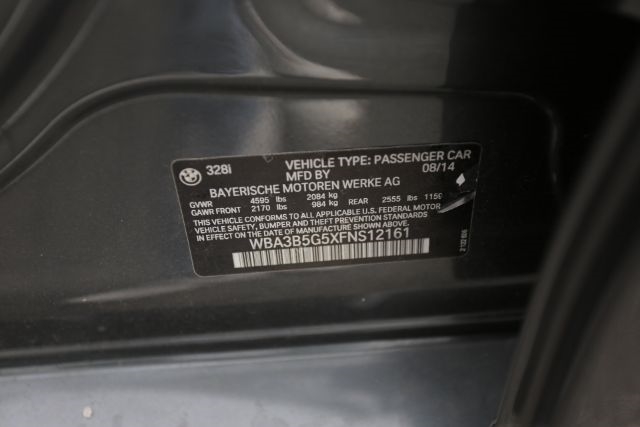 328i VEHICLE TYPE: PASSENGER CAR
MFD BY 08/14
BAYERISCHE MOTOREN WERKE AG
GVWR 4595 lbs 2084 kg
GAWR FRONT 2170 lbs 984 kg REAR 2555 lbs 1159
THIS VEHICLE CONFORMS TO ALL APPLICABLE U.S. FEDERAL MOTOR
VEHICLE SAFETY, BUMPER AND THEFT PREVENTION STANDARDS
IN EFFECT ON THE DATE OF MANUFACTURE SHOWN ABOVE.
WBA3B5G5XFNS12161